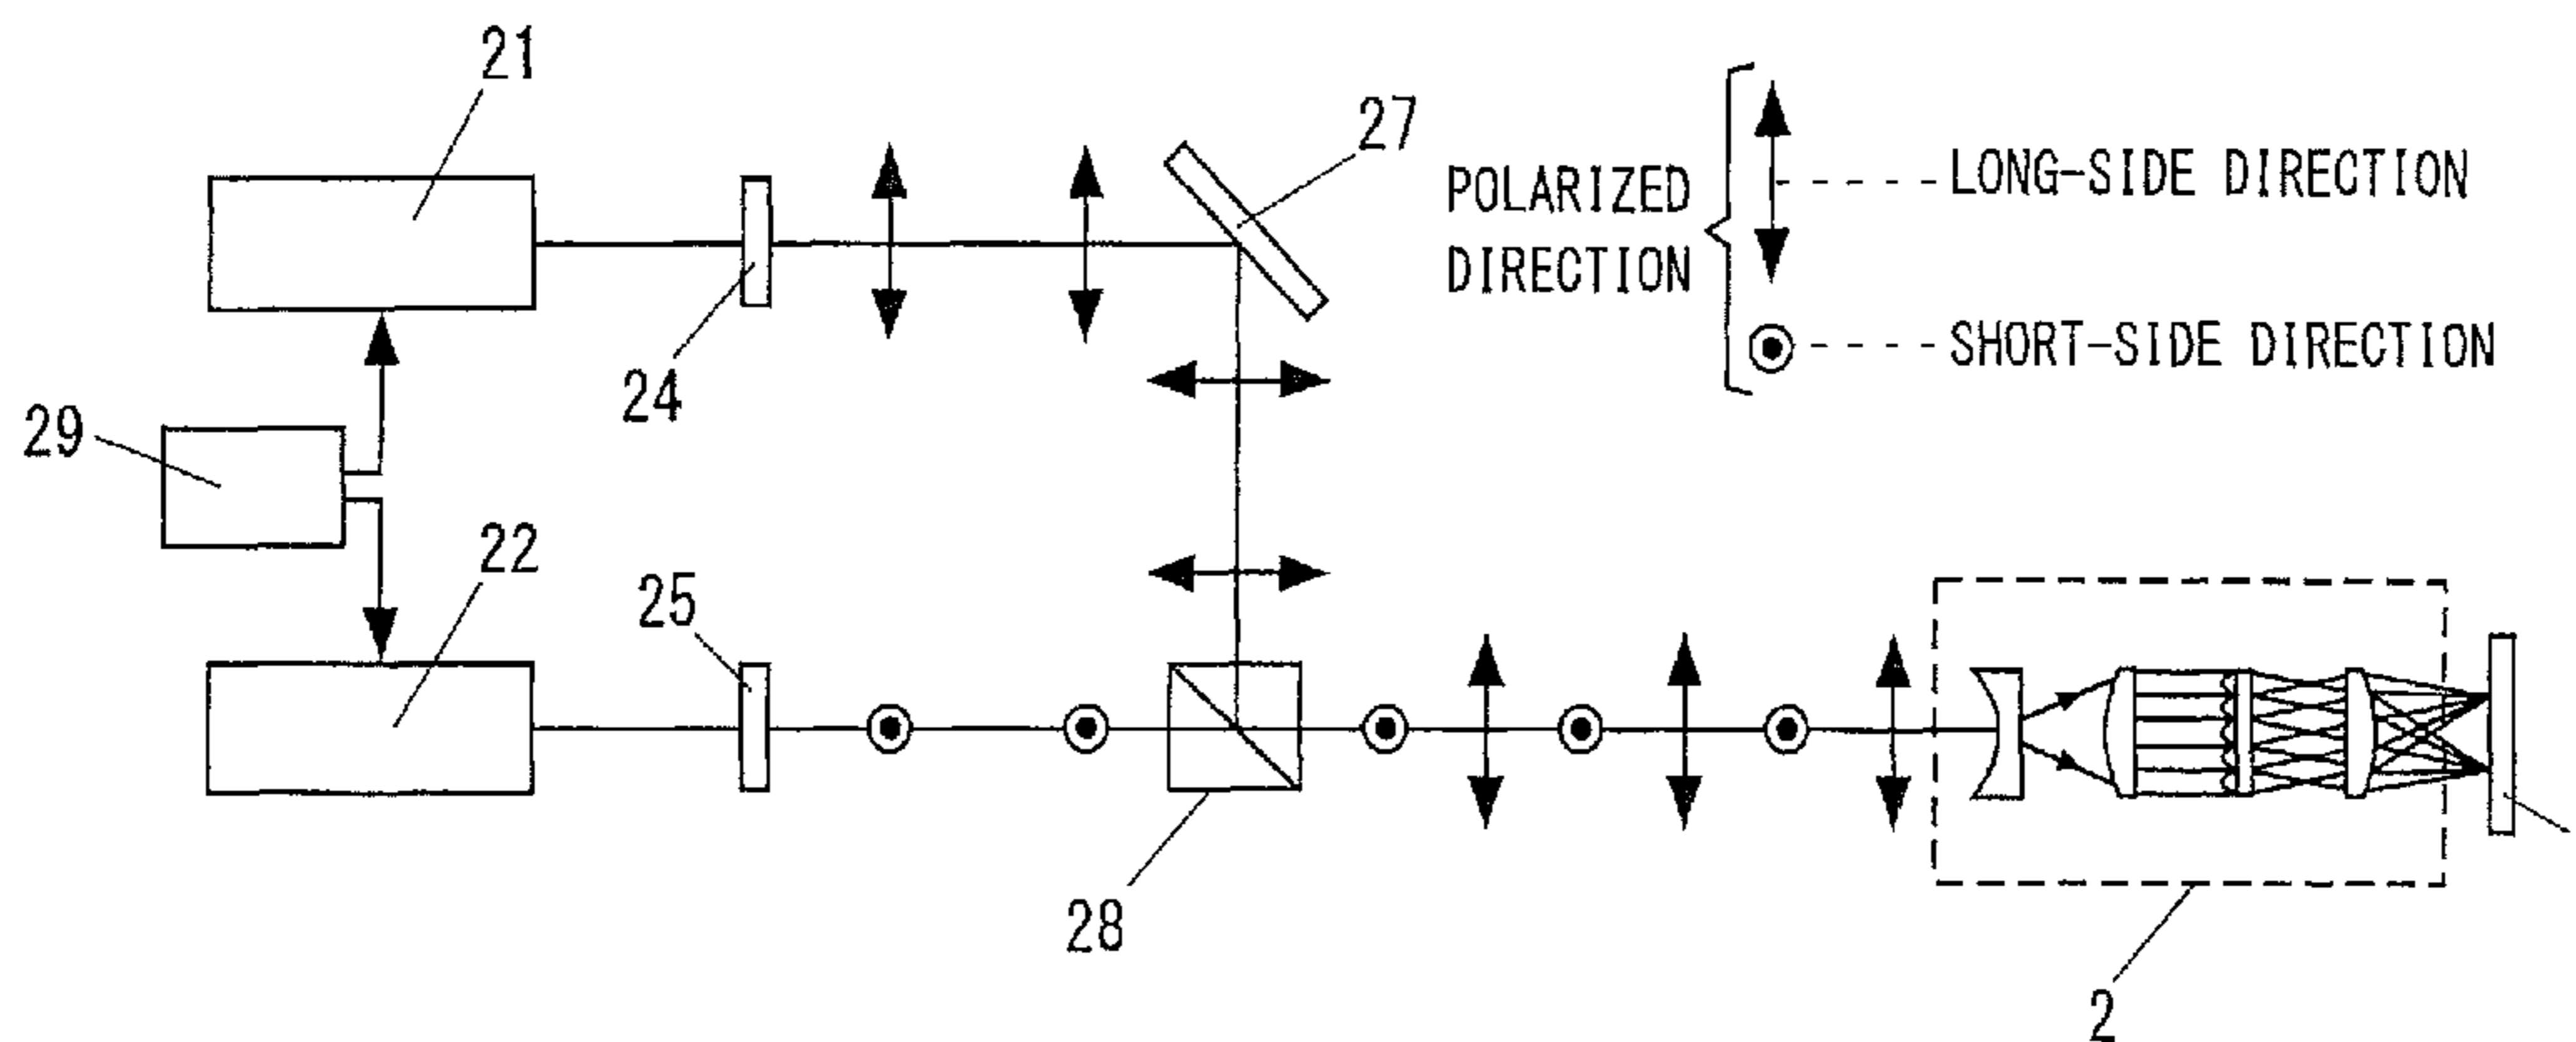 21
27
POLARIZED
DIRECTION
LONG-SIDE DIRECTION
SHORT-SIDE DIRECTION
24
29
22
25
28
2